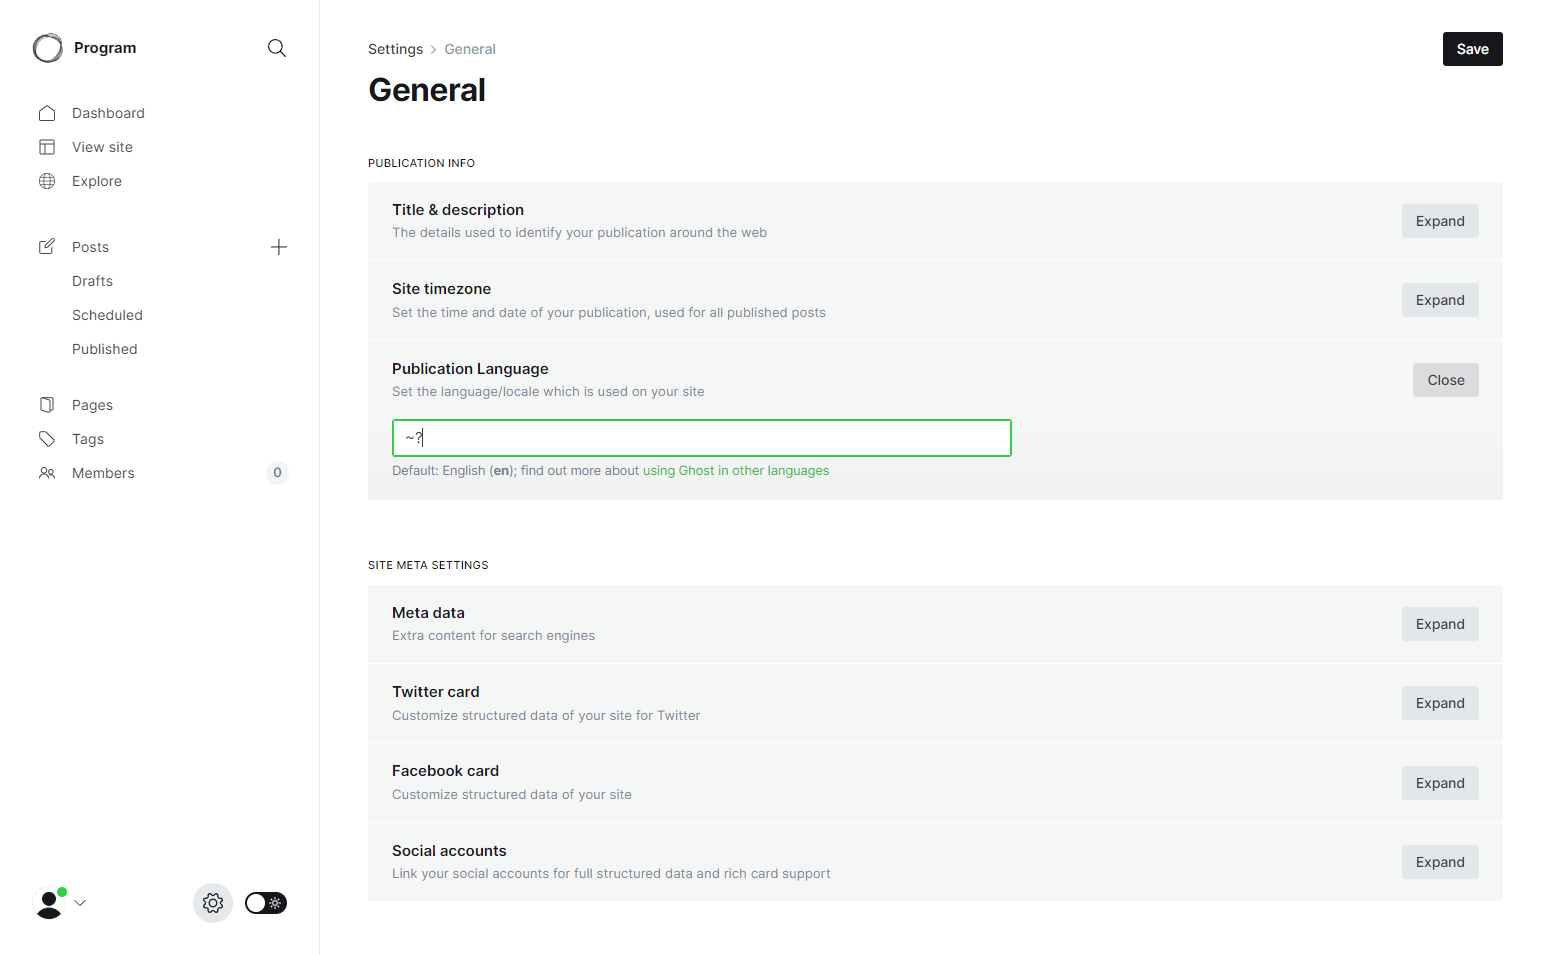 Program
Dashboard
View site
Explore
Posts
Drafts
Scheduled
Published
Pages
Tags
Members
0
Settings > General
Save
General
PUBLICATION INFO
Title & description
The details used to identify your publication around the web
Expand
Site timezone
Set the time and date of your publication, used for all published posts
Expand
Publication Language
Set the language/locale which is used on your site
Close
~?
Default: English (en); find out more about using Ghost in other languages
SITE META SETTINGS
Meta data
Extra content for search engines
Expand
Twitter card
Customize structured data of your site for Twitter
Expand
Facebook card
Customize structured data of your site
Expand
Social accounts
Link your social accounts for full structured data and rich card support
Expand